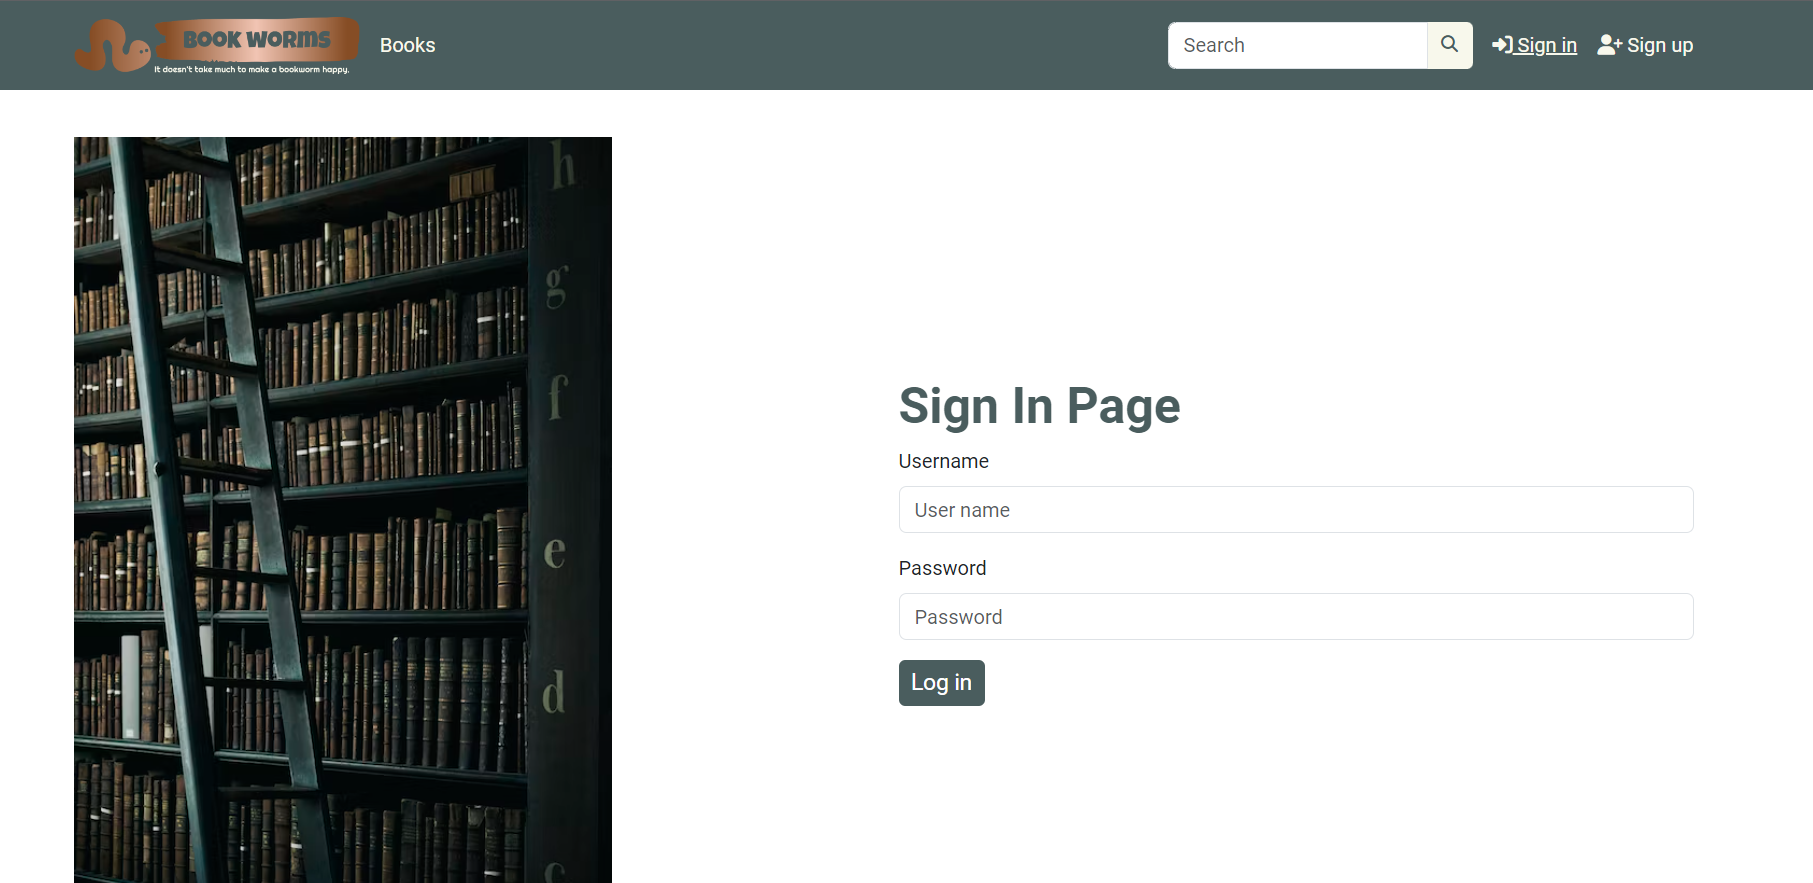 BOOK WORMS
It doesn't take much to make a bookworm happy.
Books
Search
Sign in
Sign up
h
g
f
e
d
c
Sign In Page
Username
User name
Password
Password
Log in